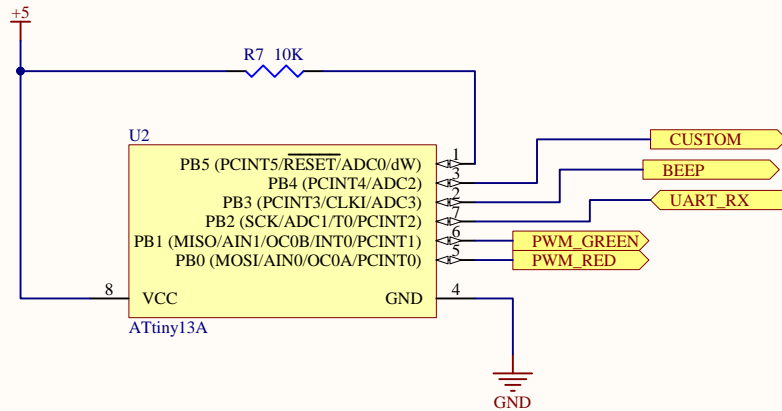 +5
R7 10K
U2
PB5 (PCINT5/RESET/ADC0/dW) 1
PB4 (PCINT4/ADC2) 3
PB3 (PCINT3/CLKI/ADC3) 2
PB2 (SCK/ADC1/T0/PCINT2) 7
PB1 (MISO/AIN1/OC0B/INT0/PCINT1) 6
PB0 (MOSI/AIN0/OC0A/PCINT0) 5
CUSTOM
BEEP
UART_RX
PWM_GREEN
PWM_RED
8 VCC GND 4
ATtiny13A
GND